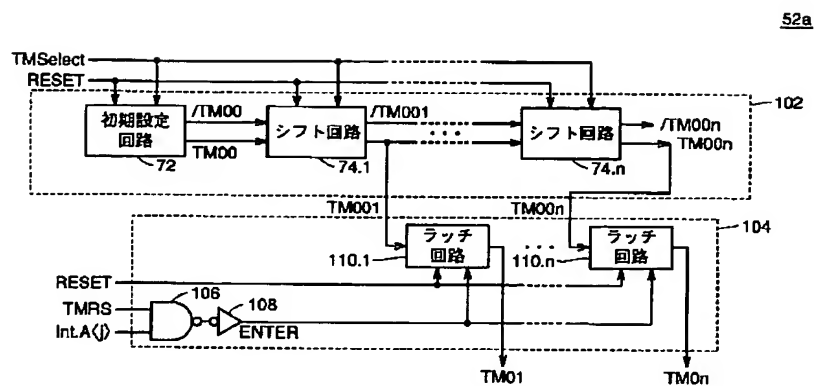 52a
TMSelect
RESET
102
初期設定
回路
72
/TM00
TM00
シフト回路
74.1
/TM001
・・・
シフト回路
74.n
/TM00n
TM00n
TM001
TM00n
104
ラッチ
回路
110.1
・・・
ラッチ
回路
110.n
RESET
TMRS
Int.A(j)
106
108
ENTER
TM01
TM0n